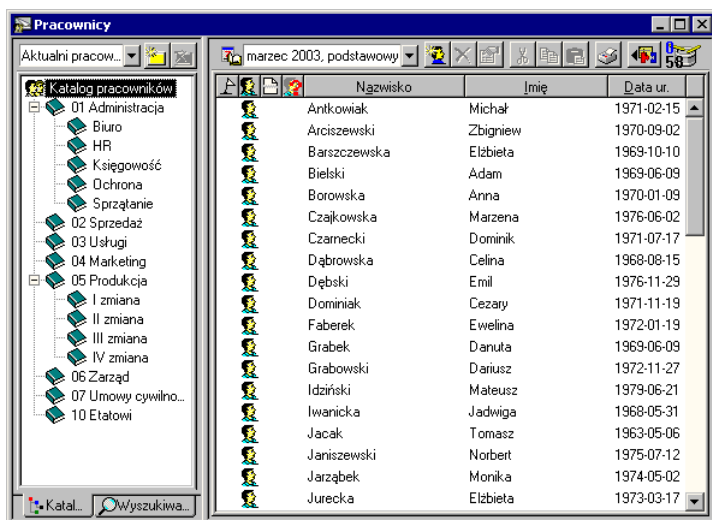 Pracownicy
Aktualni pracow...
marzec 2003, podstawowy
0
58
Katalog pracowników
01 Administracja
Biuro
HR
Księgowość
Ochrona
Sprzątanie
02 Sprzedaż
03 Usługi
04 Marketing
05 Produkcja
I zmiana
II zmiana
III zmiana
IV zmiana
06 Zarząd
07 Umowy cywilno...
10 Etatowi
Katal...
Wyszukiwa...
Nazwisko Imię Data ur.
Antkowiak Michał 1971-02-15
Arciszewski Zbigniew 1970-09-02
Barszczewska Elżbieta 1969-10-10
Bielski Adam 1969-06-09
Borowska Anna 1970-01-09
Czajkowska Marzena 1976-06-02
Czarnecki Dominik 1971-07-17
Dąbrowska Celina 1968-08-15
Dębski Emil 1976-11-29
Dominiak Cezary 1971-11-19
Faberek Ewelina 1972-01-19
Grabek Danuta 1969-06-09
Grabowski Dariusz 1972-11-27
Idziński Mateusz 1979-06-21
Iwanicka Jadwiga 1968-05-31
Jacak Tomasz 1963-05-06
Janiszewski Norbert 1975-07-12
Jarząbek Monika 1974-05-02
Jurecka Elżbieta 1973-03-17